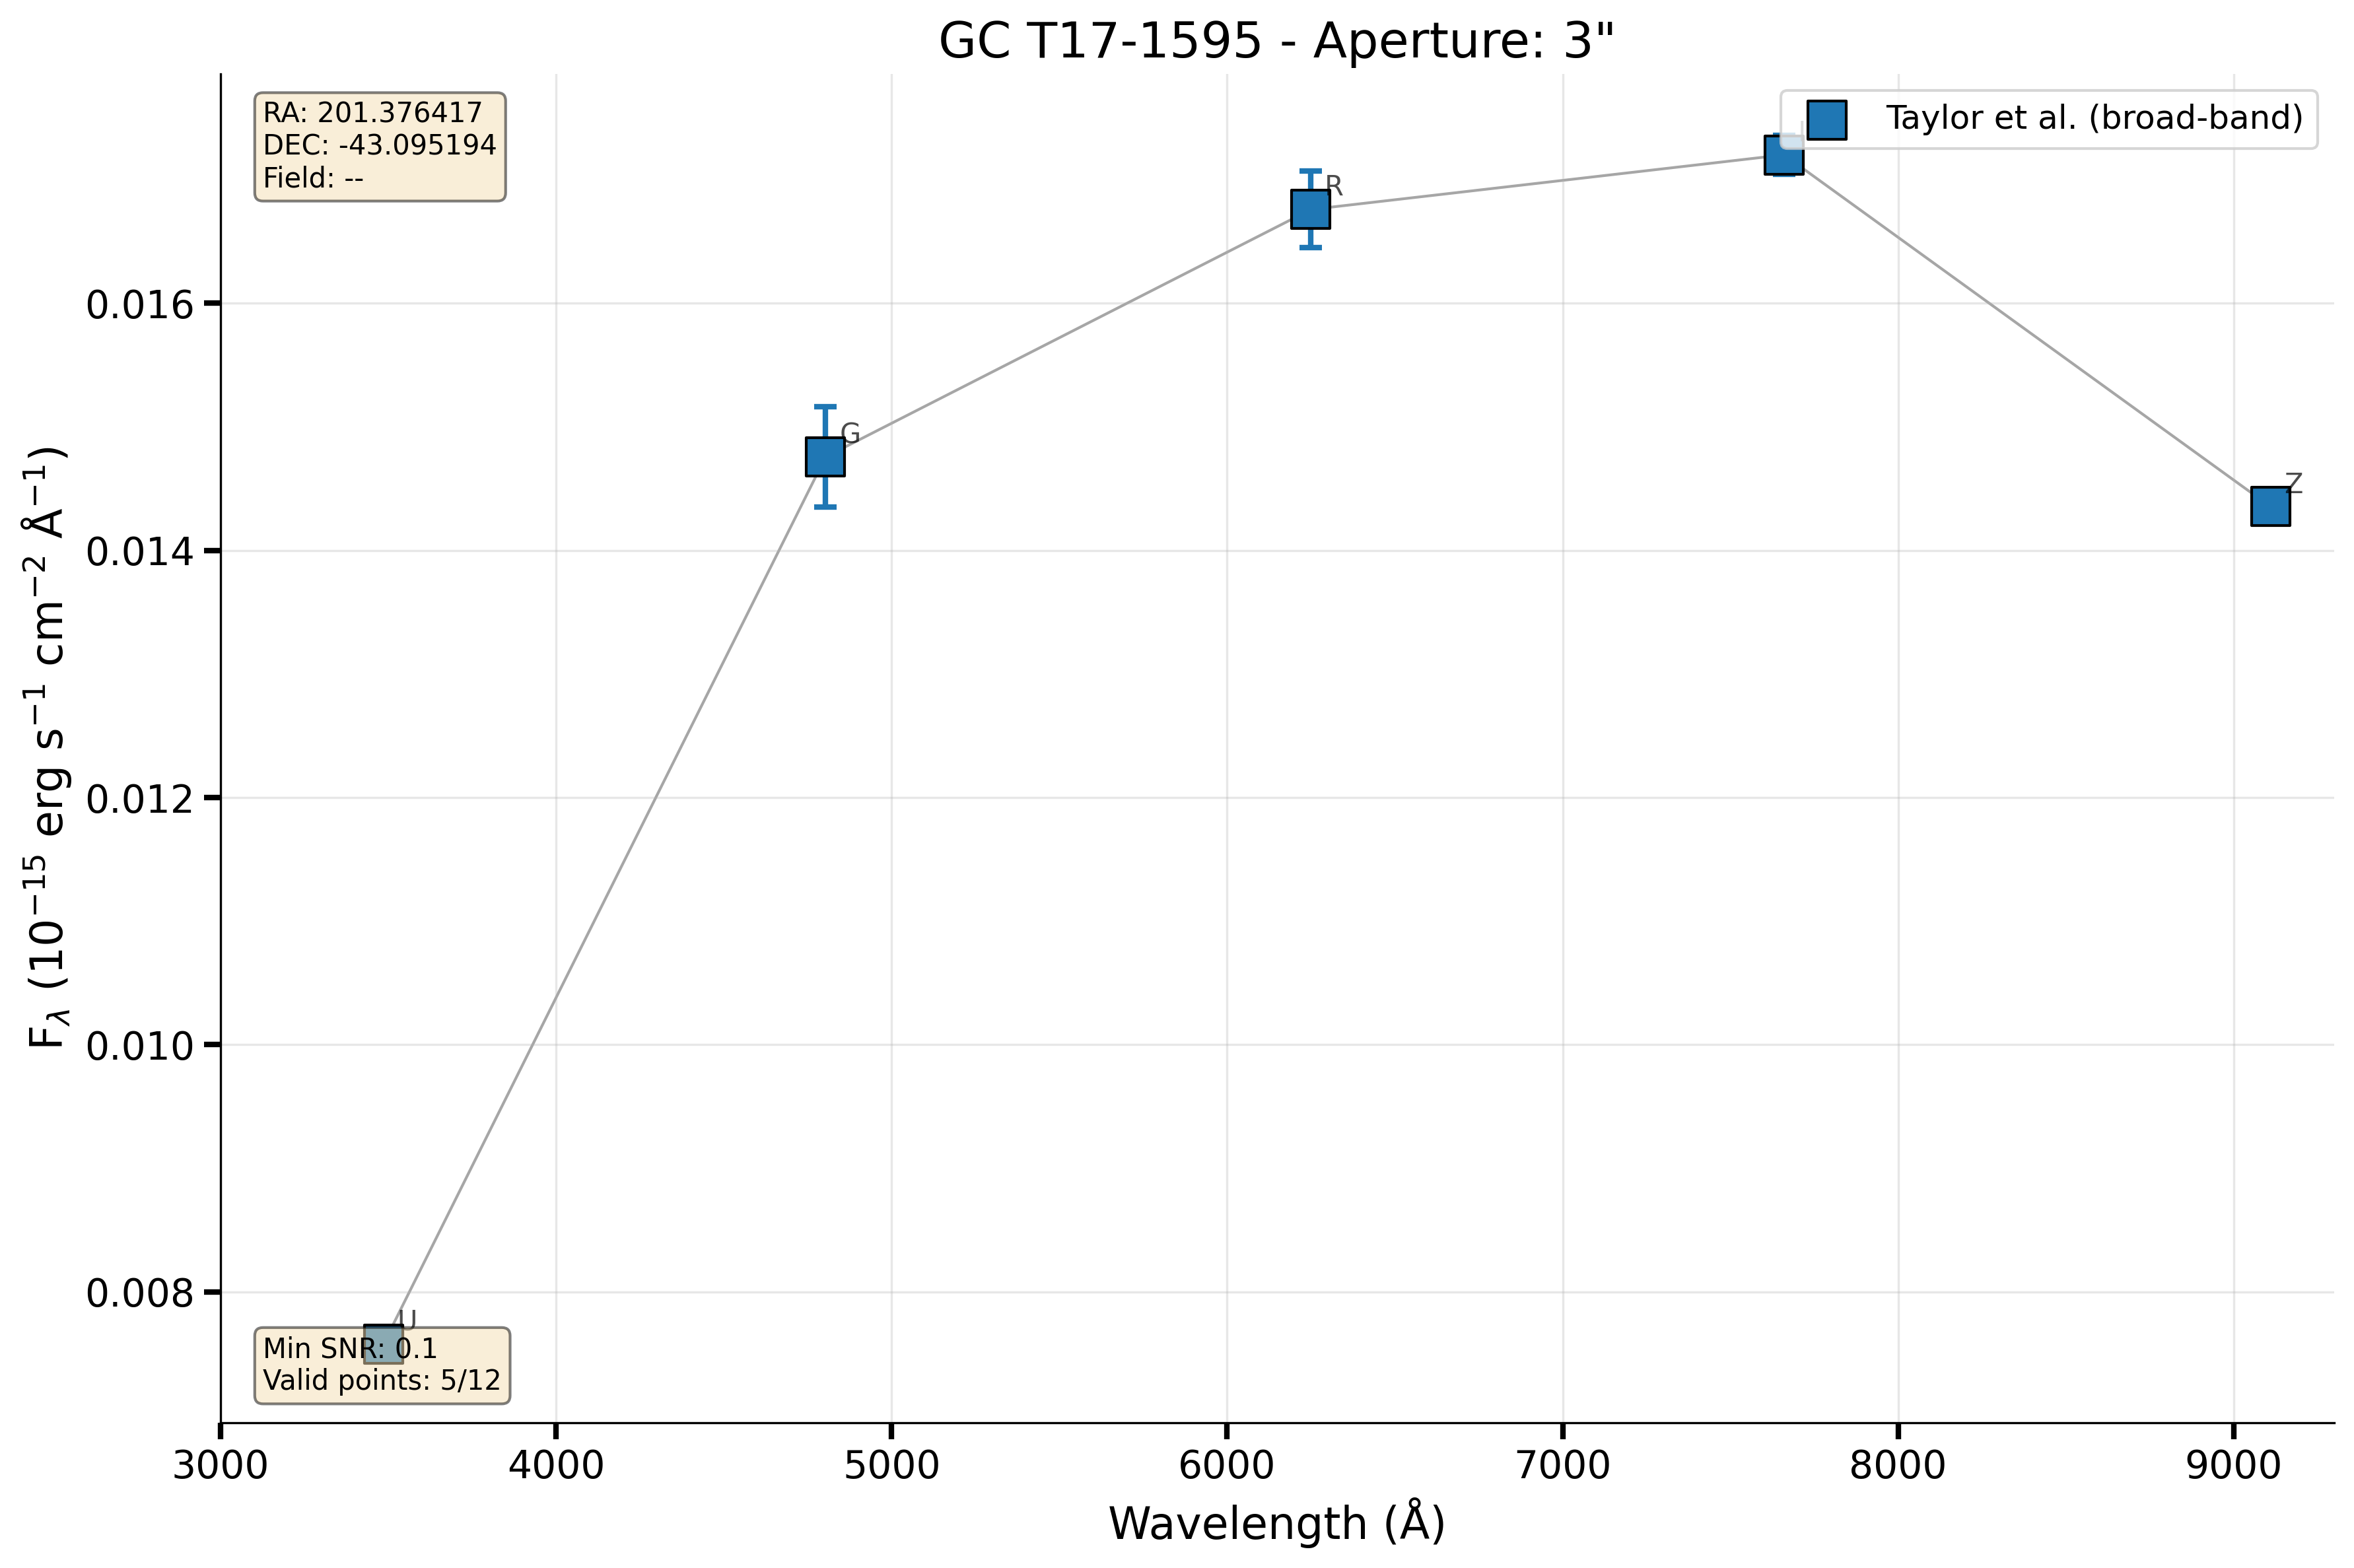 GC T17-1595 - Aperture: 3"
RA: 201.376417
DEC: -43.095194
Field: --
Taylor et al. (broad-band)
R
G
Z
U
Min SNR: 0.1
Valid points: 5/12
0.016
0.014
0.012
0.010
0.008
F_λ (10⁻¹⁵ erg s⁻¹ cm⁻² Å⁻¹)
3000 4000 5000 6000 7000 8000 9000
Wavelength (Å)